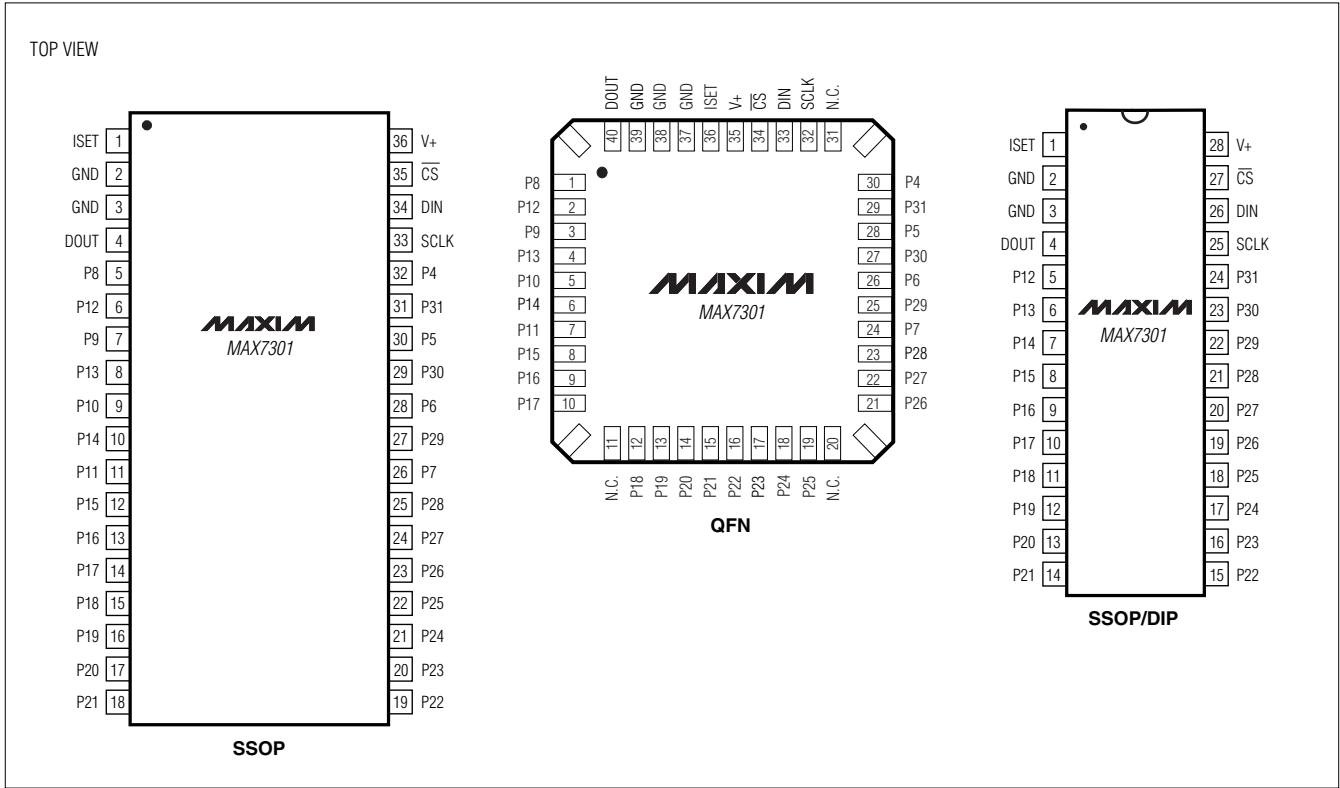 TOP VIEW
ISET 1
GND 2
GND 3
DOUT 4
P8 5
P12 6
P9 7
P13 8
P10 9
P14 10
P11 11
P15 12
P16 13
P17 14
P18 15
P19 16
P20 17
P21 18
MAXIM
MAX7301
36 V+
35 CS
34 DIN
33 SCLK
32 P4
31 P31
30 P5
29 P30
28 P6
27 P29
26 P7
25 P28
24 P27
23 P26
22 P25
21 P24
20 P23
19 P22
SSOP
DOUT GND GND GND ISET V+ CS DIN SCLK N.C.
40 39 38 37 36 35 34 33 32 31
P8 1
P12 2
P9 3
P13 4
P10 5
P14 6
P11 7
P15 8
P16 9
P17 10
MAXIM
MAX7301
30 P4
29 P31
28 P5
27 P30
26 P6
25 P29
24 P7
23 P28
22 P27
21 P26
11 12 13 14 15 16 17 18 19 20
N.C. P18 P19 P20 P21 P22 P23 P24 P25 N.C.
QFN
ISET 1
GND 2
GND 3
DOUT 4
P12 5
P13 6
P14 7
P15 8
P16 9
P17 10
P18 11
P19 12
P20 13
P21 14
MAXIM
MAX7301
28 V+
27 CS
26 DIN
25 SCLK
24 P31
23 P30
22 P29
21 P28
20 P27
19 P26
18 P25
17 P24
16 P23
15 P22
SSOP/DIP